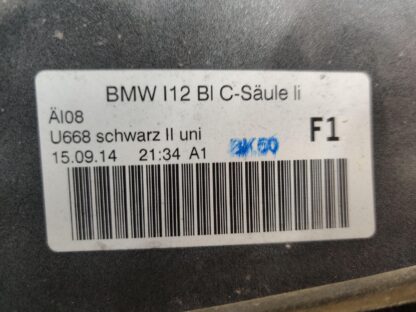 BMW I12 Bl C-Säule li
ÄI08
U668 schwarz II uni
15.09.14 21:34 A1
F1